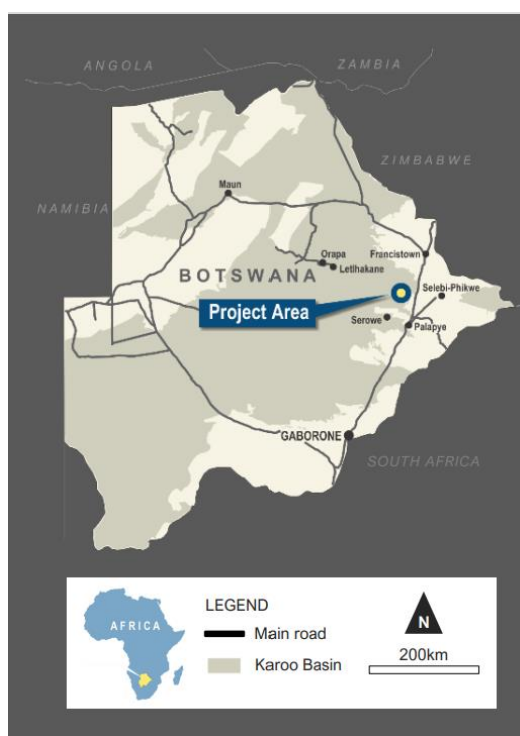 ANGOLA
ZAMBIA
ZIMBABWE
NAMIBIA
Maun
Orapa
Letlhakane
Francistown
BOTSWANA
Selebi-Phikwe
Project Area
Serowe
Palapye
GABORONE
SOUTH AFRICA
AFRICA
LEGEND
Main road
Karoo Basin
N
200km